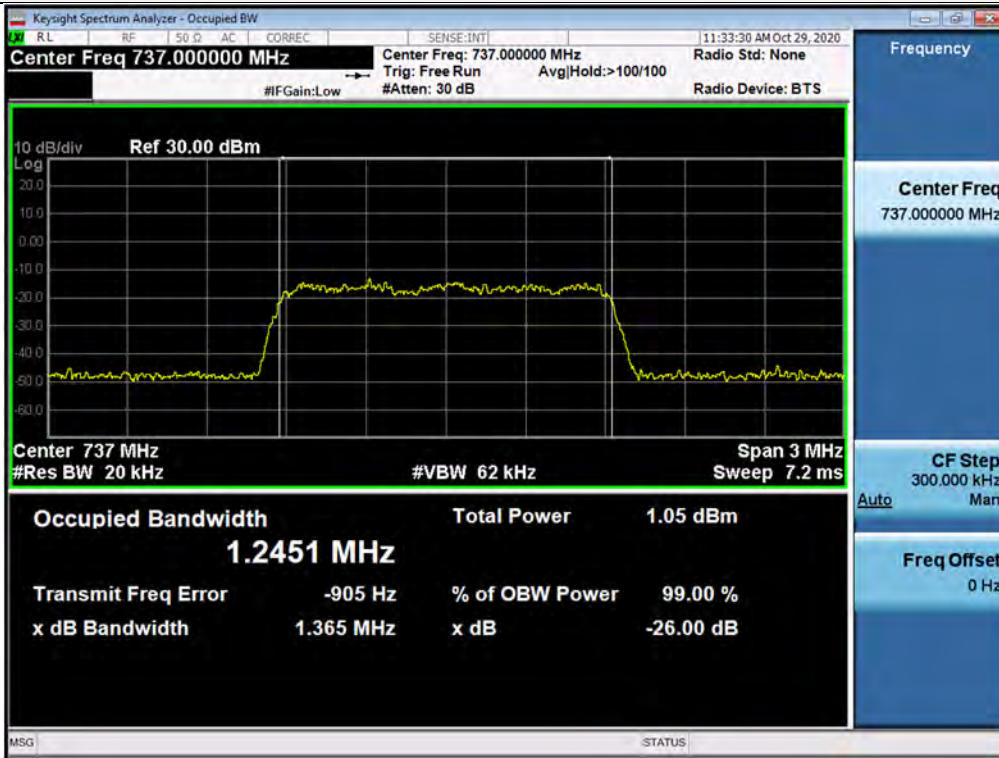 Keysight Spectrum Analyzer - Occupied BW
LXI RL RF 50 Ω AC CORREC SENSE:INT 11:33:30 AM Oct 29, 2020
Center Freq 737.000000 MHz Center Freq: 737.000000 MHz Radio Std: None
Trig: Free Run Avg|Hold:>100/100
#IFGain:Low #Atten: 30 dB Radio Device: BTS
10 dB/div Ref 30.00 dBm
Log
20.0
10.0
0.00
-10.0
-20.0
-30.0
-40.0
-50.0
-60.0
Center 737 MHz Span 3 MHz
#Res BW 20 kHz #VBW 62 kHz Sweep 7.2 ms
Occupied Bandwidth Total Power 1.05 dBm
1.2451 MHz
Transmit Freq Error -905 Hz % of OBW Power 99.00 %
x dB Bandwidth 1.365 MHz x dB -26.00 dB
MSG STATUS
Frequency
Center Freq
737.000000 MHz
CF Step
300.000 kHz
Auto Man
Freq Offset
0 Hz